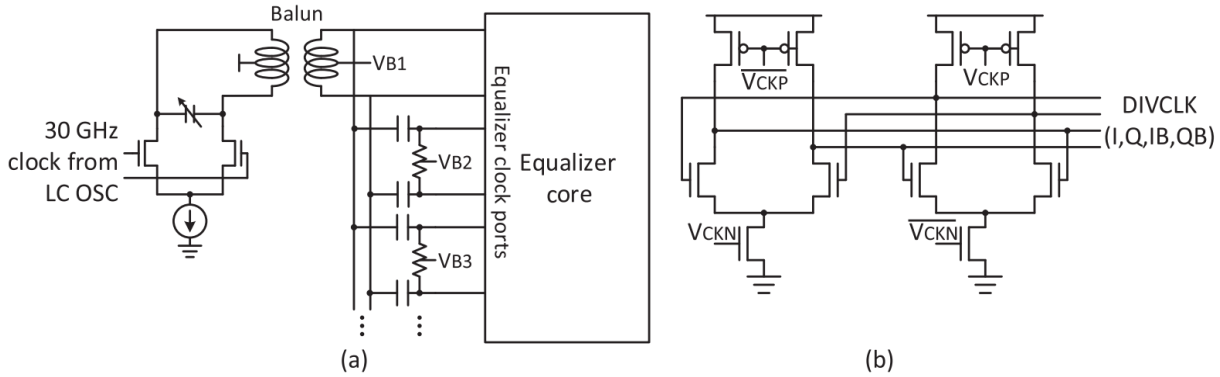 Balun
VB1
30 GHz
clock from
LC OSC
VB2
VB3
Equalizer clock ports
Equalizer
core
(a)
VCKP
VCKP
DIVCLK
(I,Q,IB,QB)
VCKN
VCKN
(b)